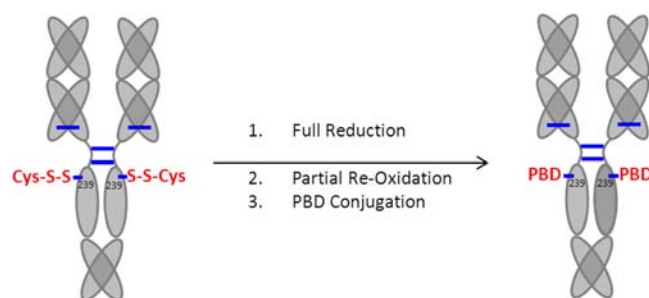 1. Full Reduction
Cys-S-S 239 239 S-S-Cys
2. Partial Re-Oxidation
3. PBD Conjugation
PBD 239 239 PBD